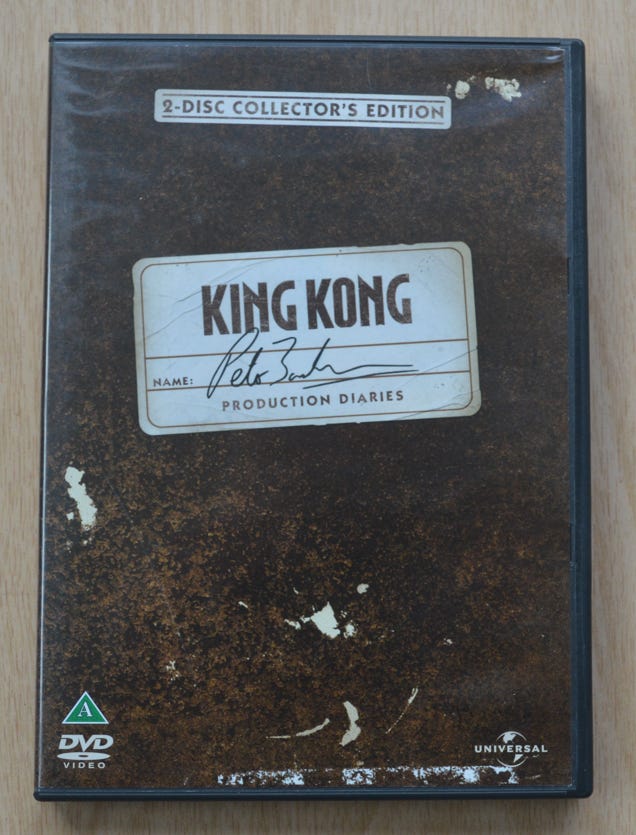 2-DISC COLLECTOR'S EDITION
KING KONG
NAME:
PRODUCTION DIARIES
A
DVD
VIDEO
UNIVERSAL